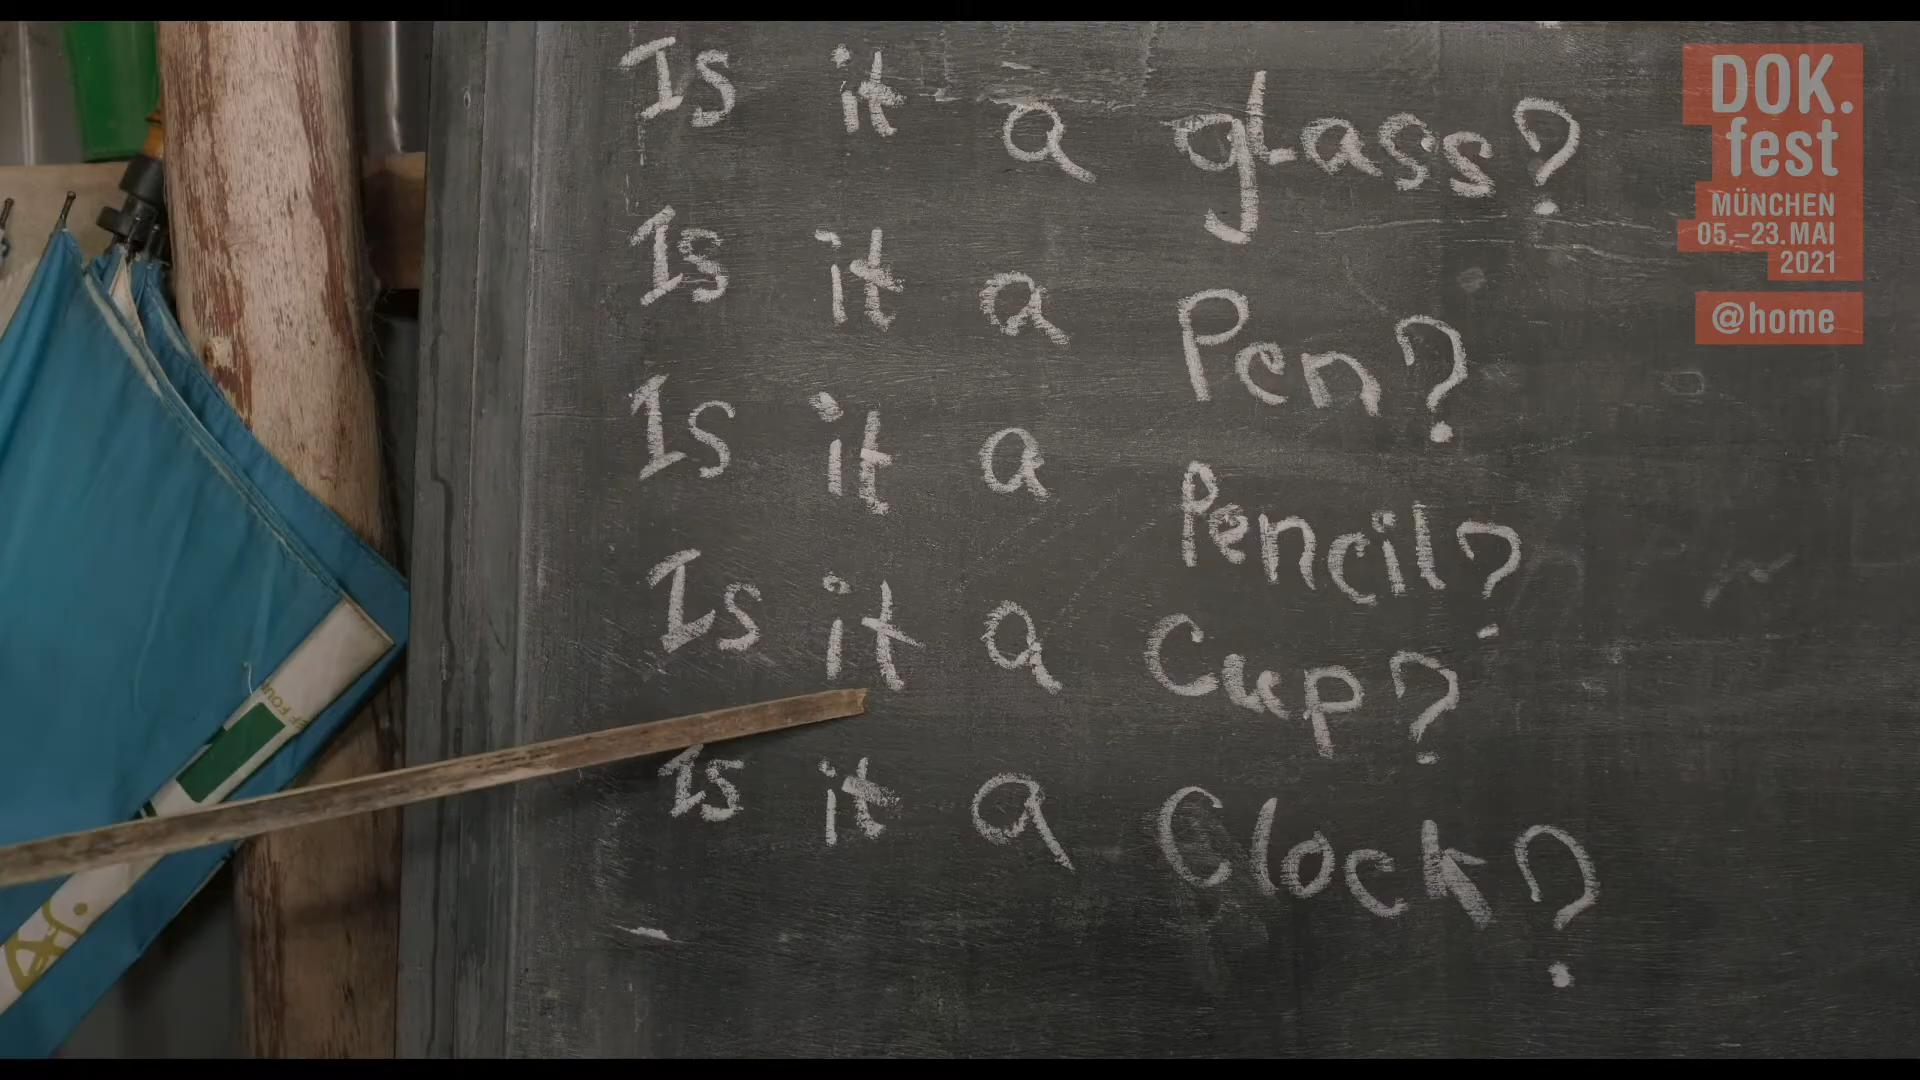 Is it a glass?
Is it a Pen?
Is it a Pencil?
Is it a Cup?
Is it a Clock?
DOK.
fest
MÜNCHEN
05.–23. MAI
2021
@home